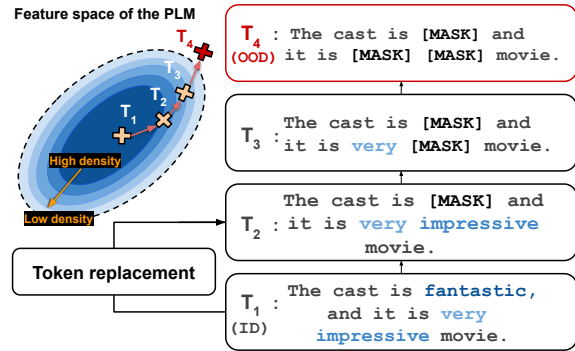 Feature space of the PLM
T4
T3
T2
T1
High density
Low density
Token replacement
T4 (OOD) : The cast is [MASK] and
it is [MASK] [MASK] movie.
T3 : The cast is [MASK] and
it is very [MASK] movie.
T2 : The cast is [MASK] and
it is very impressive
movie.
T1 (ID) : The cast is fantastic,
and it is very
impressive movie.